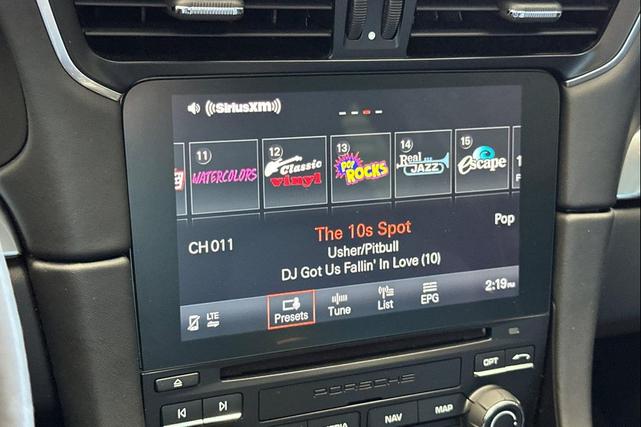 ((SiriusXM))
11
WATERCOLORS
12
Classic
Vinyl
13
POP
ROCKS
14
Real
JAZZ
15
Escape
CH 011
The 10s Spot
Pop
Usher/Pitbull
DJ Got Us Fallin' In Love (10)
LTE
Presets
Tune
List
EPG
2:19PM
OPT
PORSCHE
NAV
MAP